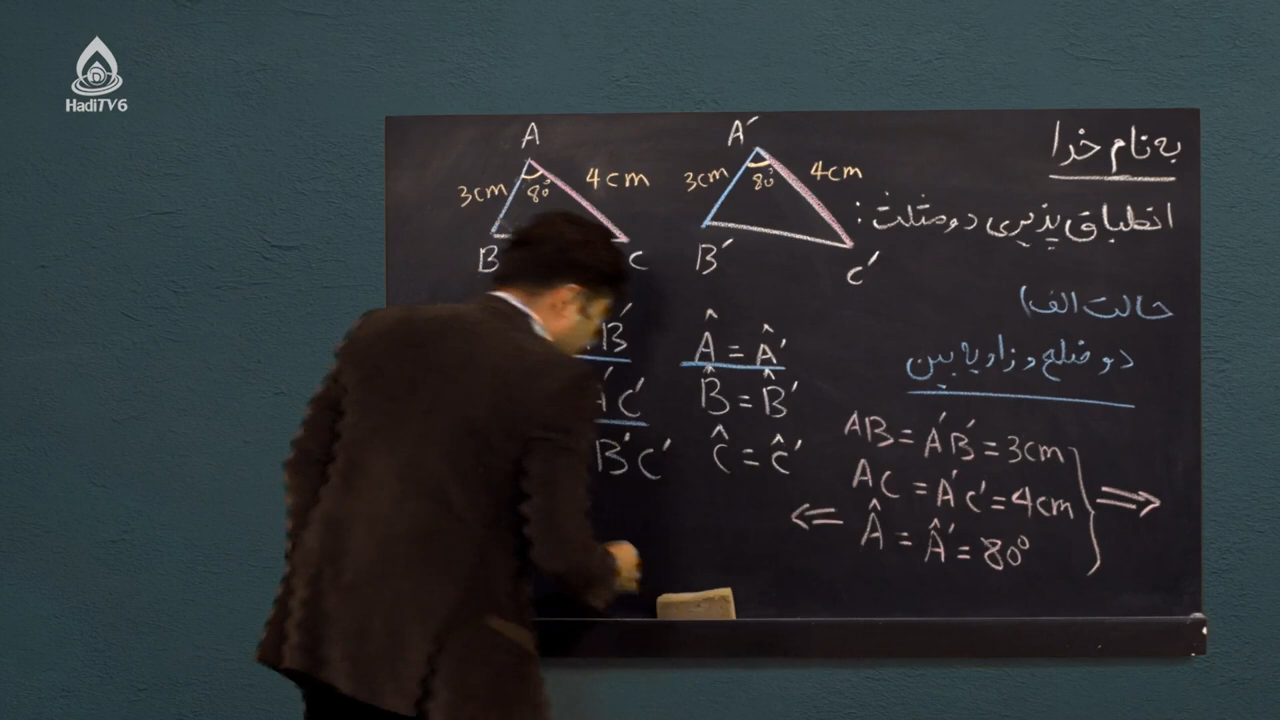 HadiTV6
به نام خدا
انطباق پذیری دو مثلث:
حالت الف)
دو ضلع و زاویه بین
AB = A´B´ = 3cm
AC = A´C´ = 4cm
⇐ Â = Â´ = 80° ⇒
A
3cm 80° 4cm
B C
A´
3cm 80° 4cm
B´ C´
B´ Â = Â´
A´C´ B̂ = B̂´
B´C´ Ĉ = Ĉ´